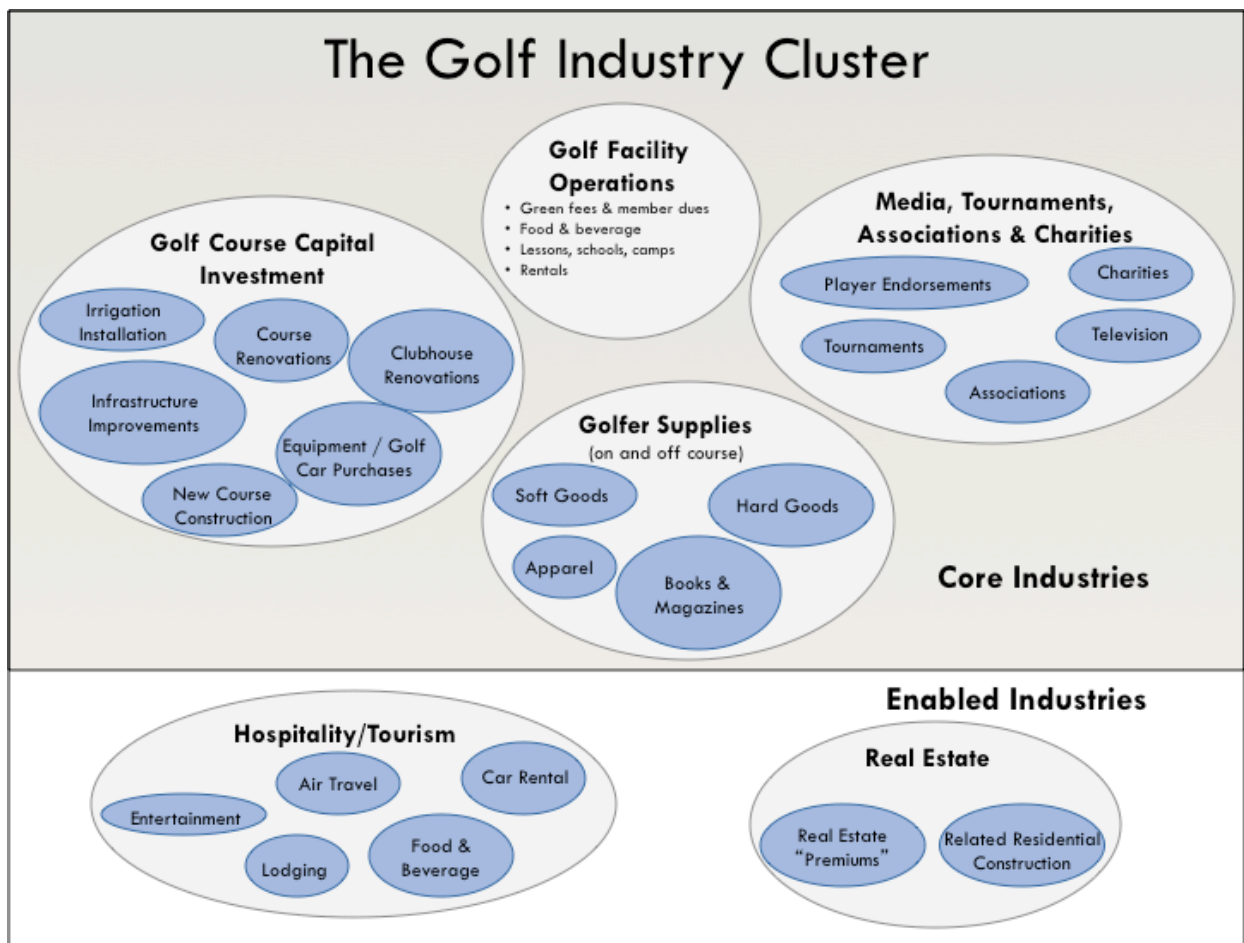 The Golf Industry Cluster
Golf Facility
Operations
• Green fees & member dues
• Food & beverage
• Lessons, schools, camps
• Rentals
Media, Tournaments,
Associations & Charities
Player Endorsements
Charities
Tournaments
Television
Associations
Golf Course Capital
Investment
Irrigation
Installation
Course
Renovations
Clubhouse
Renovations
Infrastructure
Improvements
Equipment / Golf
Car Purchases
New Course
Construction
Golfer Supplies
(on and off course)
Soft Goods
Hard Goods
Apparel
Books &
Magazines
Core Industries
Enabled Industries
Hospitality/Tourism
Air Travel
Car Rental
Entertainment
Lodging
Food &
Beverage
Real Estate
Real Estate
“Premiums”
Related Residential
Construction